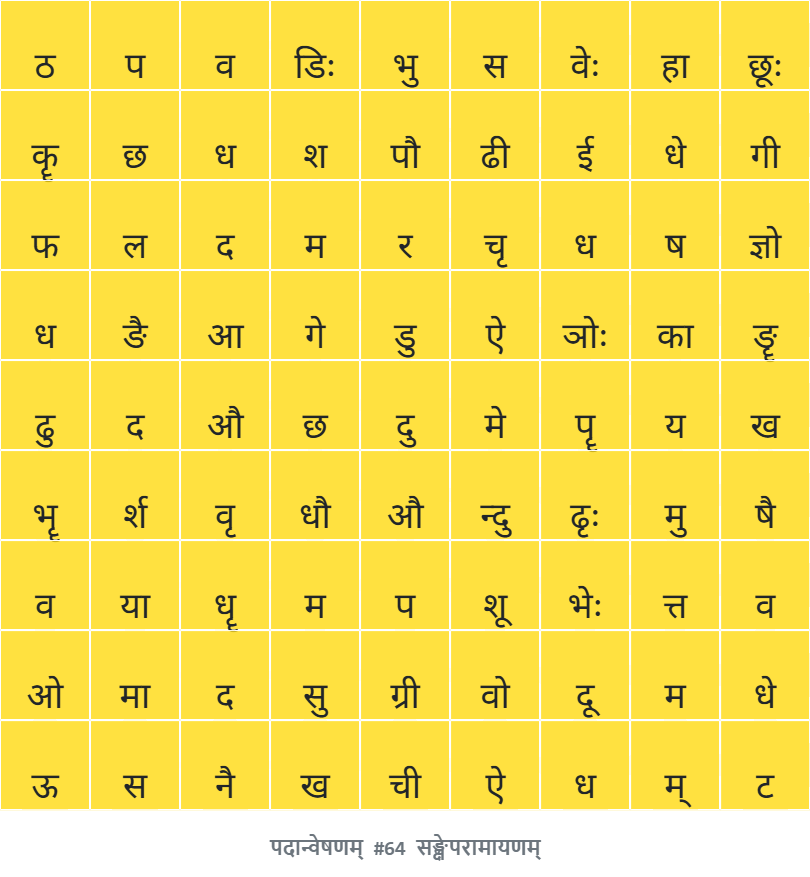 ठ प व डिः भु स वेः हा छूः
कॄ छ ध श पौ ढी ई धे गी
फ ल द म र चृ ध ष ज्ञो
ध ङै आ गे डु ऐ ञोः का ङॄ
ढु द औ छ दु मे पॄ य ख
भॄ र्श वृ धौ औ न्दु ढृः मु षै
व या धॄ म प शू भेः त्त व
ओ मा द सु ग्री वो दू म धे
ऊ स नै ख ची ऐ ध म् ट
पदान्वेषणम् #64 सङ्क्षेपरामायणम्